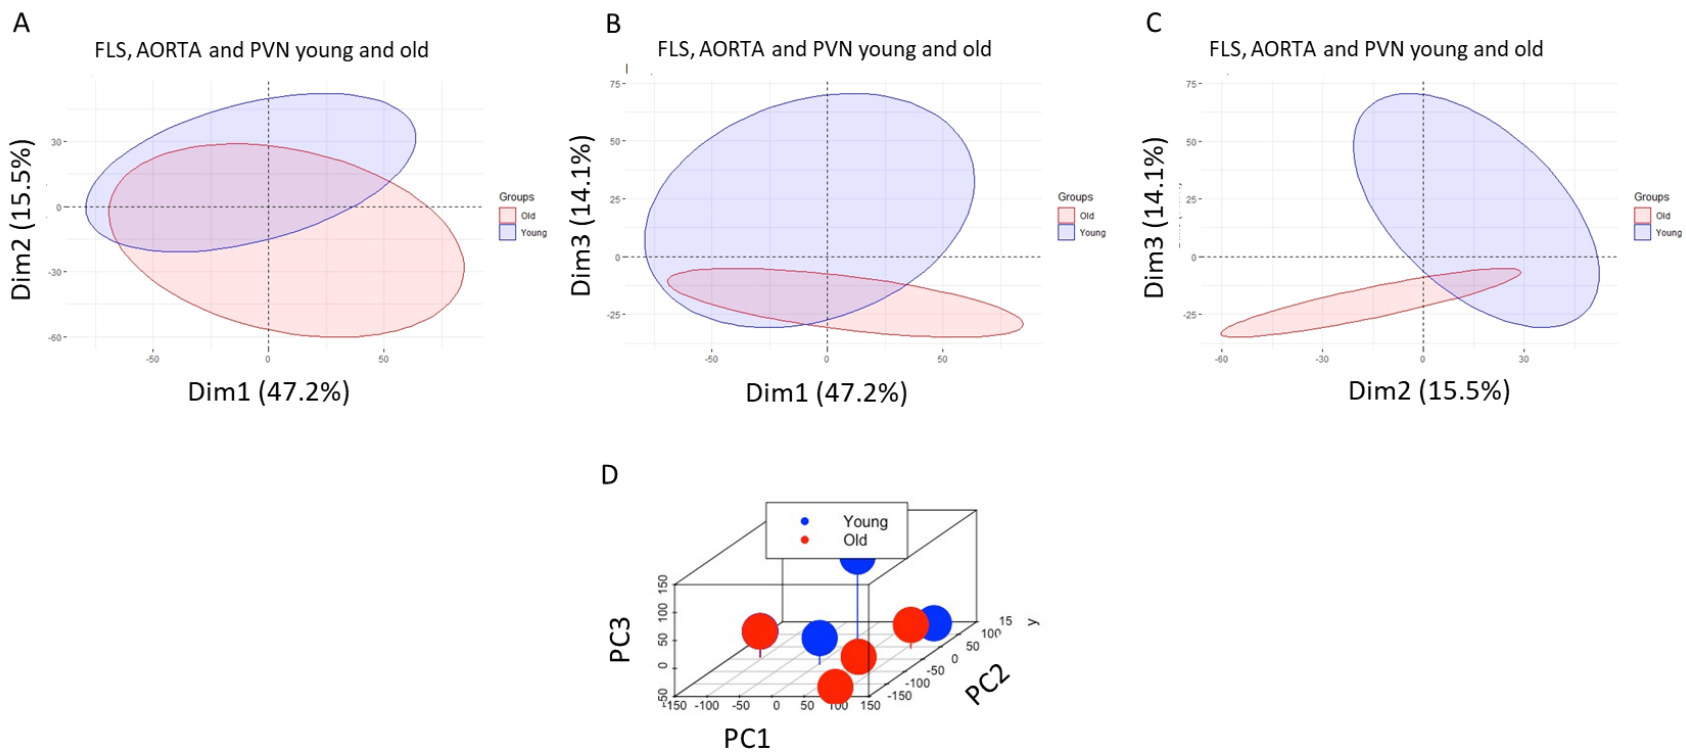 A
FLS, AORTA and PVN young and old
Dim2 (15.5%)
30
0
-30
-60
-50
0
50
Dim1 (47.2%)
Groups
Old
Young
B
FLS, AORTA and PVN young and old
Dim3 (14.1%)
75
50
25
0
-25
-50
0
50
Dim1 (47.2%)
Groups
Old
Young
C
FLS, AORTA and PVN young and old
Dim3 (14.1%)
75
50
25
0
-25
-60
-30
0
30
Dim2 (15.5%)
Groups
Old
Young
D
Young
Old
PC3
150
100
50
0
-50
-150 -100 -50 0 50 100 150
PC1
-150
-100
-50
0
50
100
15
y
PC2